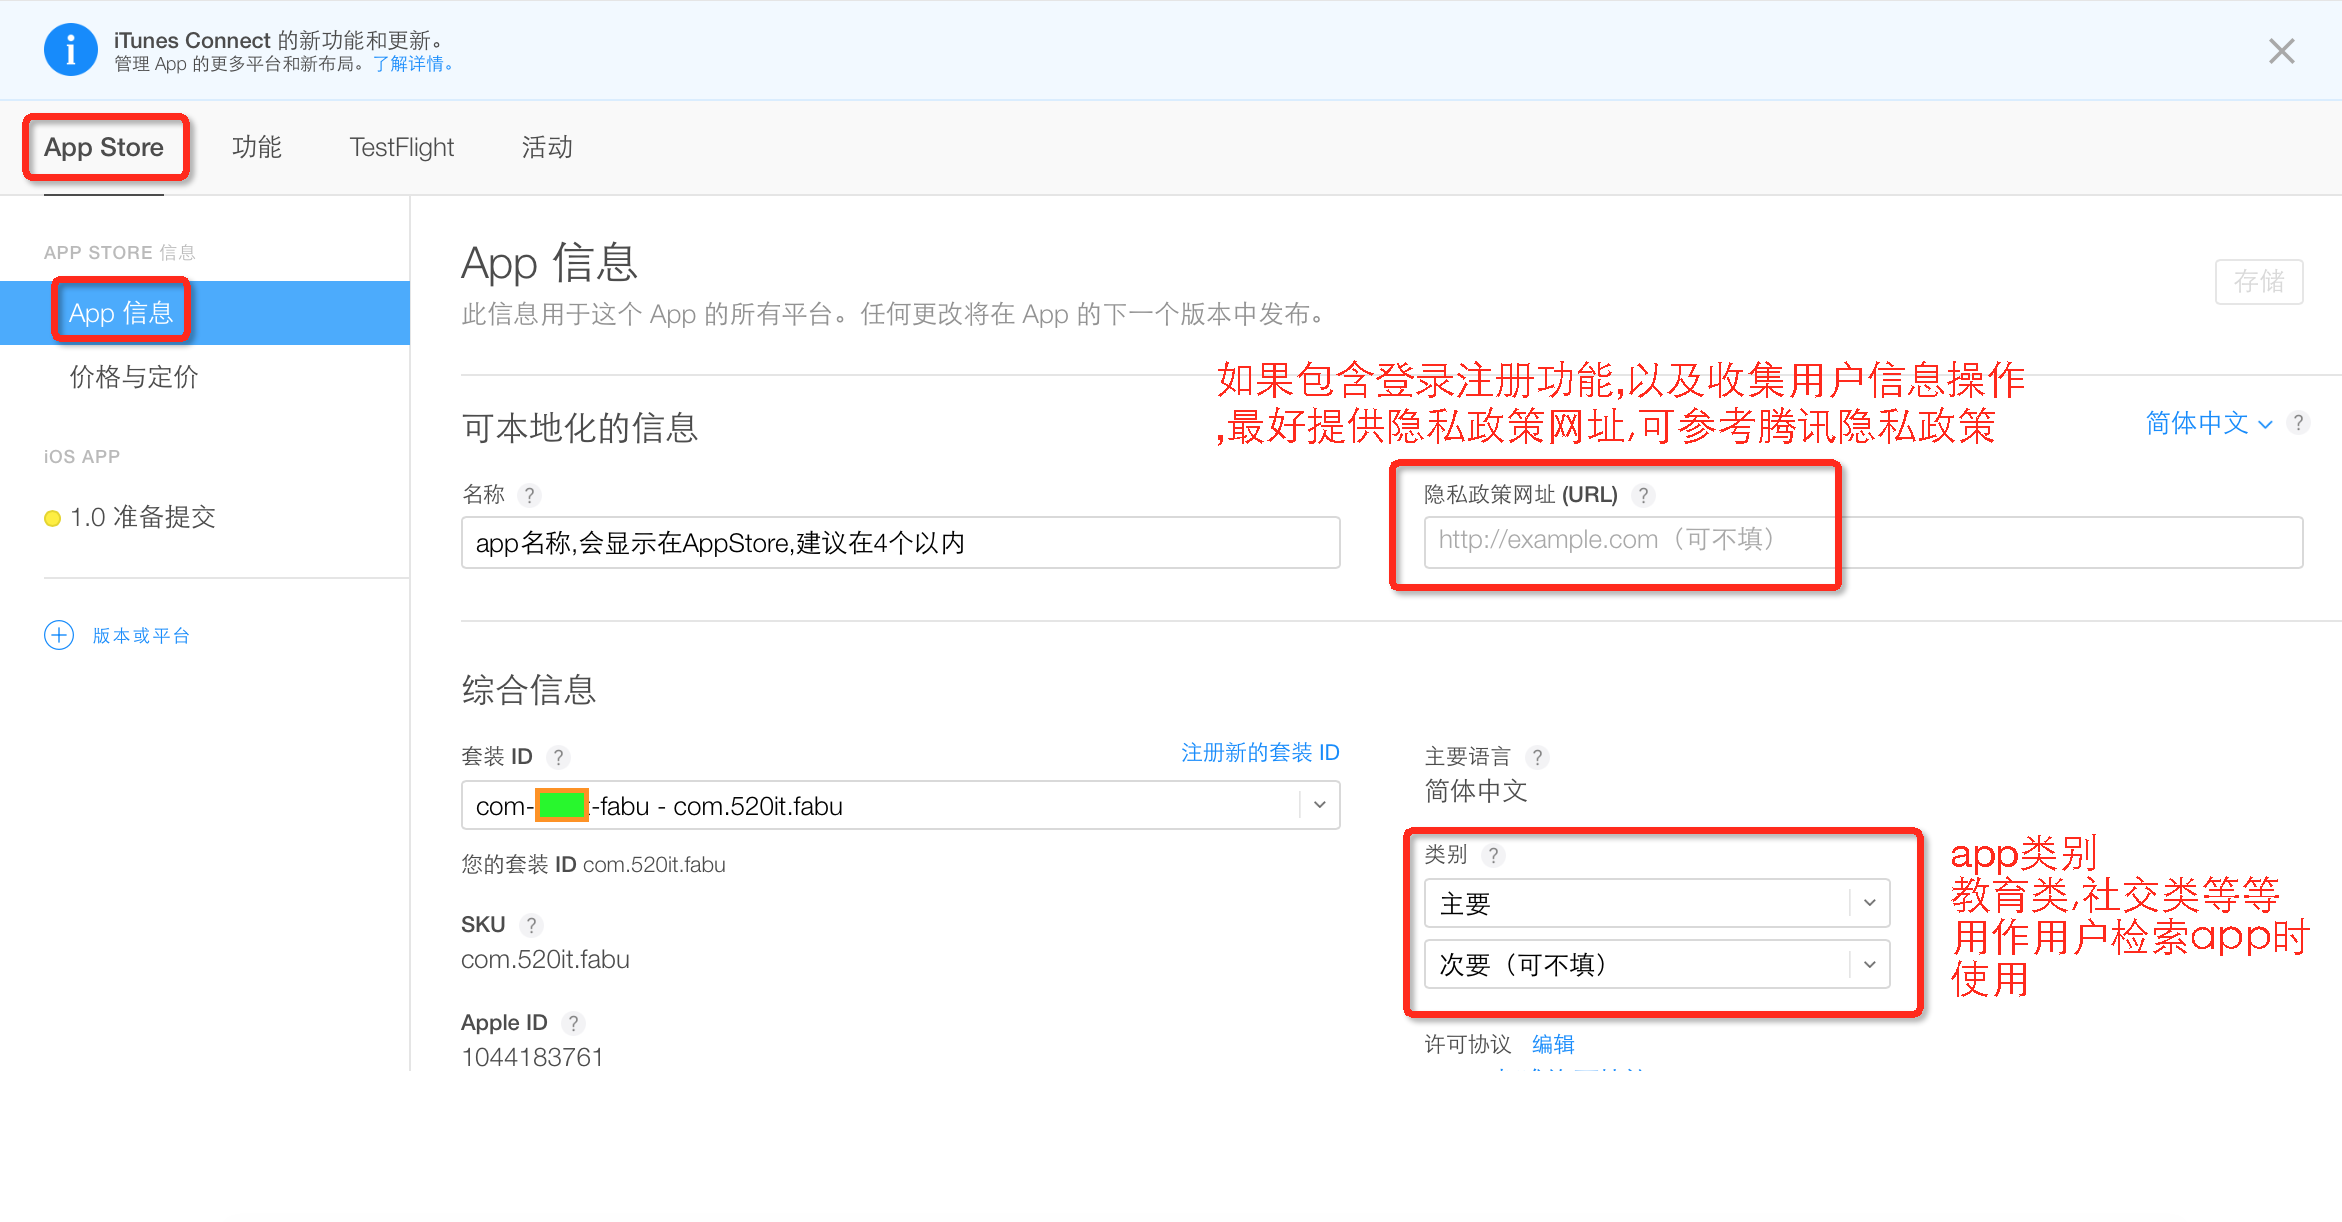 iTunes Connect 的新功能和更新。
管理 App 的更多平台和新布局。了解详情。
App Store
功能
TestFlight
活动
APP STORE 信息
App 信息
价格与定价
iOS APP
1.0 准备提交
版本或平台
App 信息
此信息用于这个 App 的所有平台。任何更改将在 App 的下一个版本中发布。
存储
如果包含登录注册功能,以及收集用户信息操作
,最好提供隐私政策网址,可参考腾讯隐私政策
可本地化的信息
简体中文 ?
名称 ?
app名称,会显示在AppStore,建议在4个以内
隐私政策网址 (URL) ?
http://example.com（可不填）
综合信息
套装 ID ?
注册新的套装 ID
com- -fabu - com.520it.fabu
您的套装 ID com.520it.fabu
SKU ?
com.520it.fabu
Apple ID ?
1044183761
主要语言 ?
简体中文
类别 ?
主要
次要（可不填）
app类别
教育类,社交类等等
用作用户检索app时
使用
许可协议 编辑